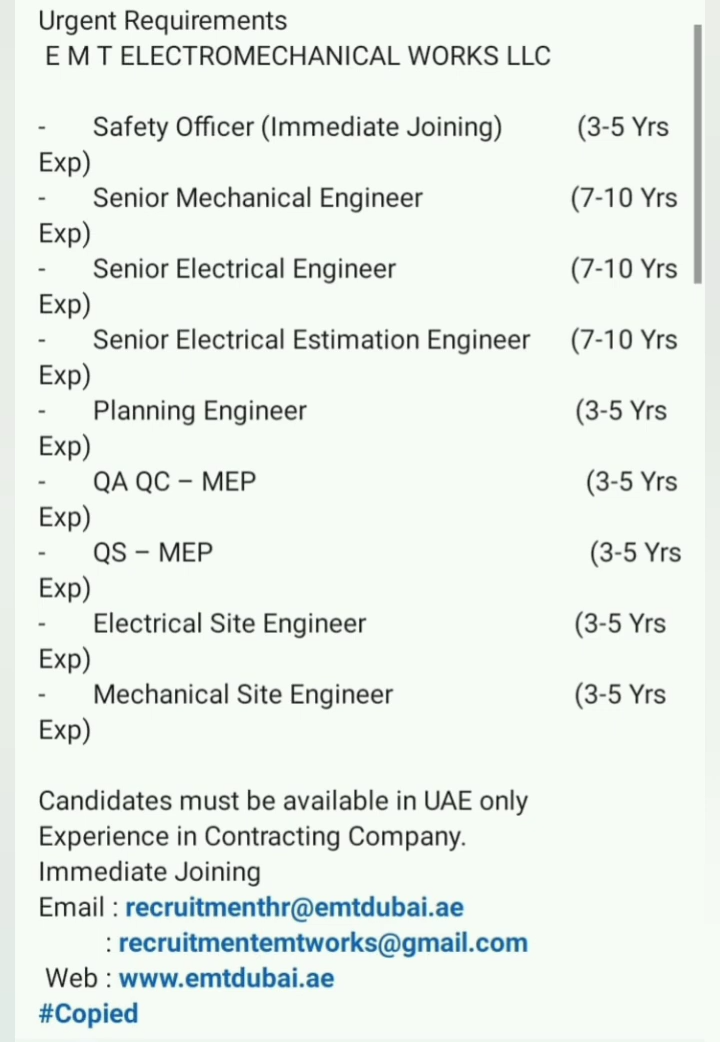 Urgent Requirements
E M T ELECTROMECHANICAL WORKS LLC
- Safety Officer (Immediate Joining) (3-5 Yrs
Exp)
- Senior Mechanical Engineer (7-10 Yrs
Exp)
- Senior Electrical Engineer (7-10 Yrs
Exp)
- Senior Electrical Estimation Engineer (7-10 Yrs
Exp)
- Planning Engineer (3-5 Yrs
Exp)
- QA QC – MEP (3-5 Yrs
Exp)
- QS – MEP (3-5 Yrs
Exp)
- Electrical Site Engineer (3-5 Yrs
Exp)
- Mechanical Site Engineer (3-5 Yrs
Exp)
Candidates must be available in UAE only
Experience in Contracting Company.
Immediate Joining
Email : recruitmenthr@emtdubai.ae
: recruitmentemtworks@gmail.com
Web : www.emtdubai.ae
#Copied